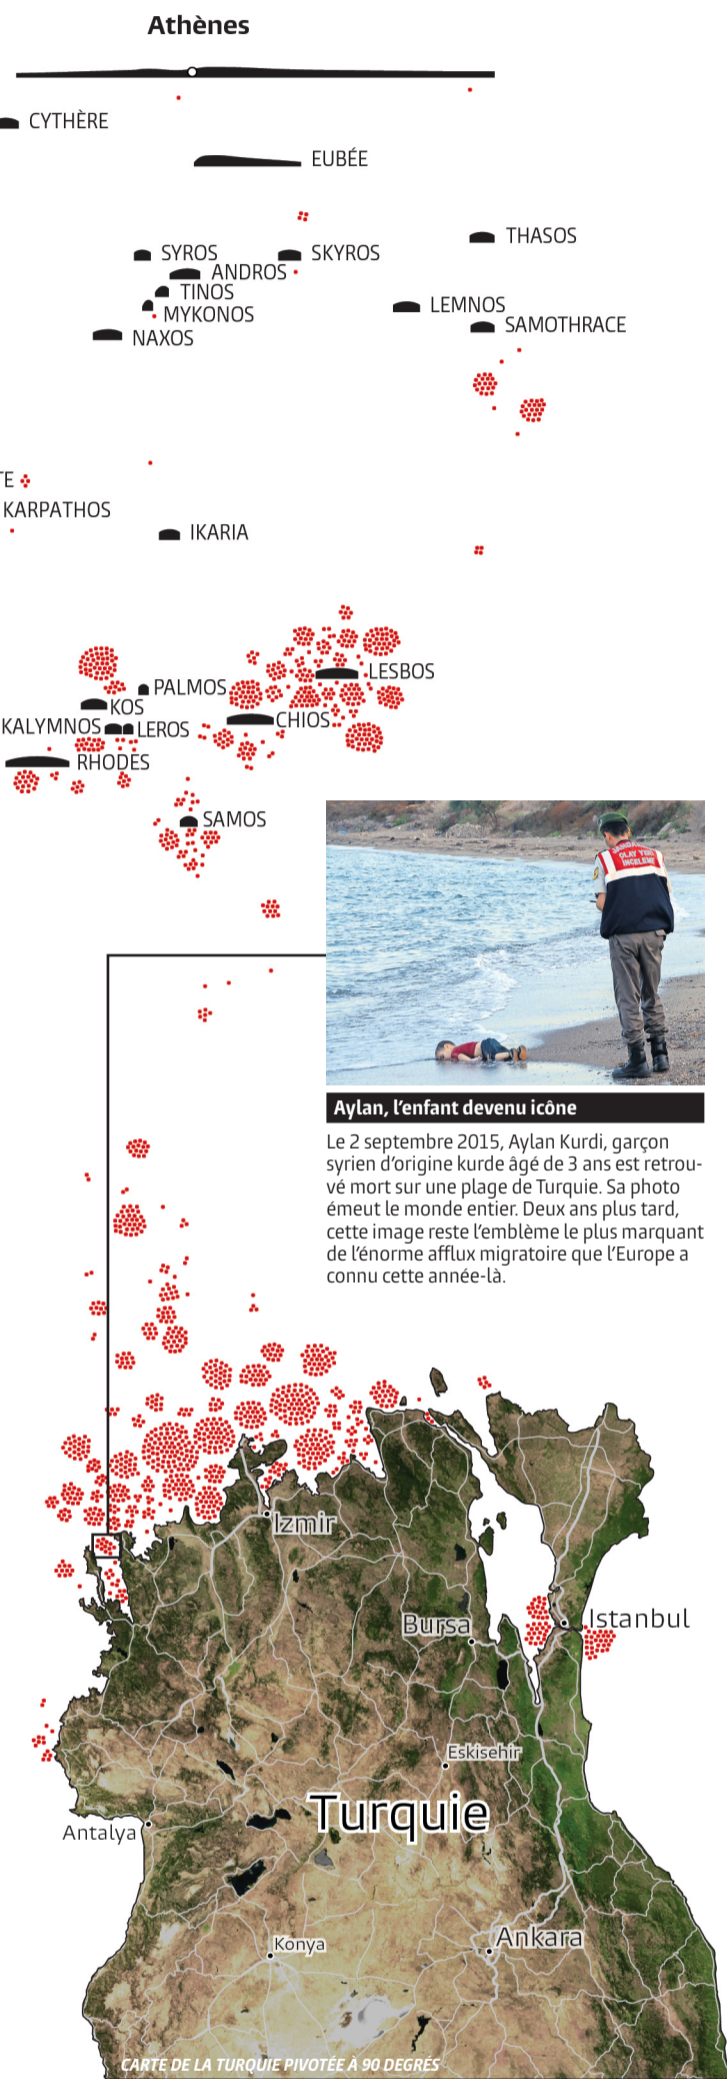 Athènes
CYTHÈRE
EUBÉE
THASOS
SYROS
SKYROS
ANDROS
TINOS
LEMNOS
MYKONOS
SAMOTHRACE
NAXOS
TE
KARPATHOS
IKARIA
LESBOS
PALMOS
KOS
CHIOS
KALYMNOS
LEROS
RHODES
SAMOS
OLAY YERİ
İNCELEME
Aylan, l’enfant devenu icône
Le 2 septembre 2015, Aylan Kurdi, garçon
syrien d’origine kurde âgé de 3 ans est retrou-
vé mort sur une plage de Turquie. Sa photo
émeut le monde entier. Deux ans plus tard,
cette image reste l’emblème le plus marquant
de l’énorme afflux migratoire que l’Europe a
connu cette année-là.
Izmir
Istanbul
Bursa
Eskisehir
Turquie
Antalya
Ankara
Konya
CARTE DE LA TURQUIE PIVOTÉE À 90 DEGRÉS